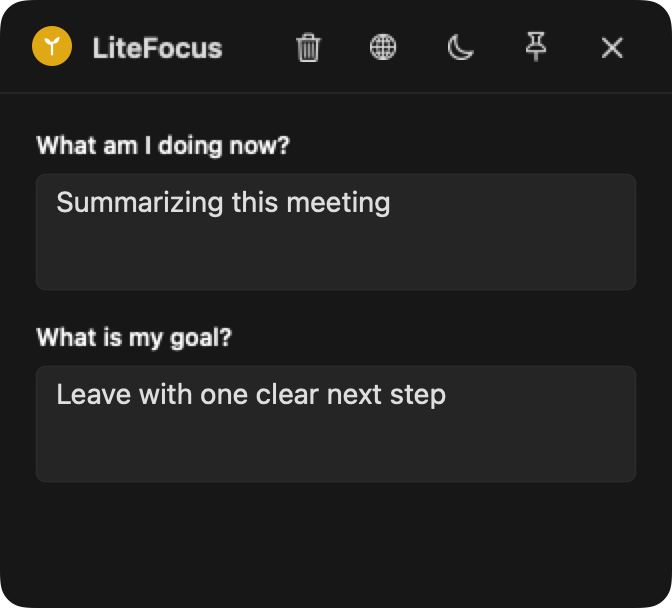 LiteFocus
What am I doing now?
Summarizing this meeting
What is my goal?
Leave with one clear next step